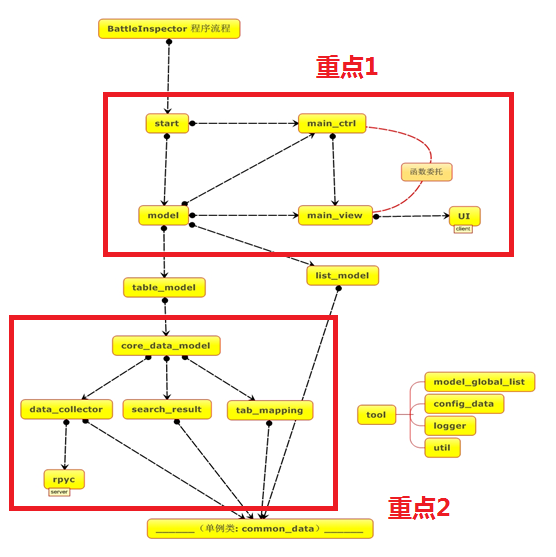 BattleInspector 程序流程
重点1
start
main_ctrl
函数委托
model
main_view
UI
client
list_model
table_model
core_data_model
data_collector
search_result
tab_mapping
rpyc
server
tool
model_global_list
config_data
logger
util
重点2
_______（单例类: common_data）_______